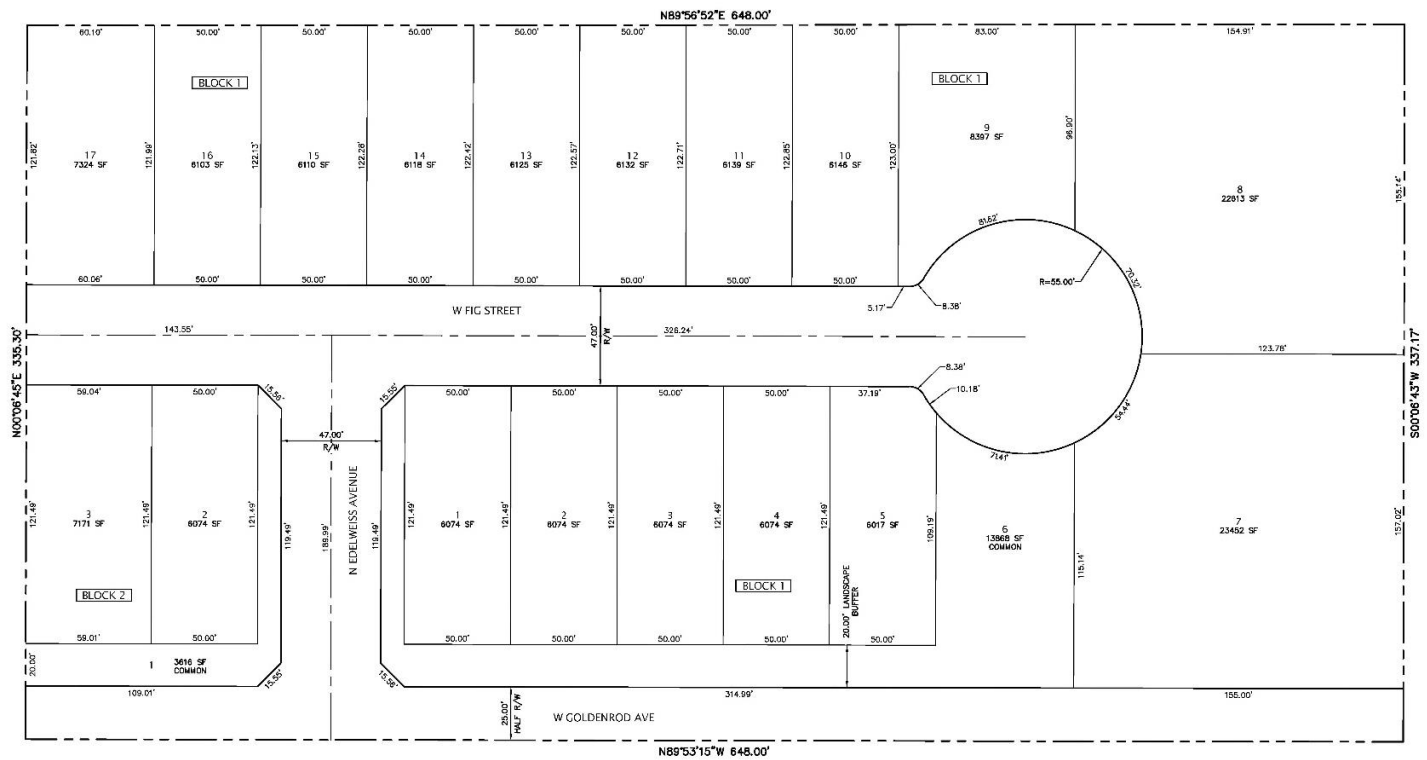 N89°56'52"E 648.00'
60.10'
50.00'
50.00'
50.00'
50.00'
50.00'
50.00'
50.00'
83.00'
154.91'
BLOCK 1
BLOCK 1
121.82'
17
7324 SF
121.99'
16
6103 SF
122.13'
15
6110 SF
122.28'
14
6118 SF
122.42'
13
6125 SF
122.57'
12
6132 SF
122.71'
11
6139 SF
122.85'
10
6146 SF
123.00'
9
8397 SF
96.90'
8
22813 SF
155.14'
60.06'
50.00'
50.00'
50.00'
50.00'
50.00'
50.00'
50.00'
5.17'
8.38'
81.62'
R=55.00'
70.32'
W FIG STREET
143.55'
47.00'
R/W
326.24'
N00°06'45"E 335.30'
S00°06'43"W 337.17'
123.78'
59.04'
50.00'
15.56'
15.55'
50.00'
50.00'
50.00'
50.00'
37.19'
8.38'
10.18'
71.41'
54.44'
47.00'
R/W
121.49'
3
7171 SF
121.49'
2
6074 SF
121.49'
119.49'
189.99'
N EDELWEISS AVENUE
119.49'
121.49'
1
6074 SF
121.49'
2
6074 SF
121.49'
3
6074 SF
121.49'
4
6074 SF
121.49'
5
6017 SF
109.19'
6
13868 SF
COMMON
115.14'
7
23452 SF
157.02'
BLOCK 2
BLOCK 1
20.00' LANDSCAPE
BUFFER
59.01'
50.00'
50.00'
50.00'
50.00'
50.00'
50.00'
20.00'
1
3616 SF
COMMON
15.55'
15.56'
109.01'
314.99'
155.00'
25.00'
HALF R/W
W GOLDENROD AVE
N89°53'15"W 648.00'